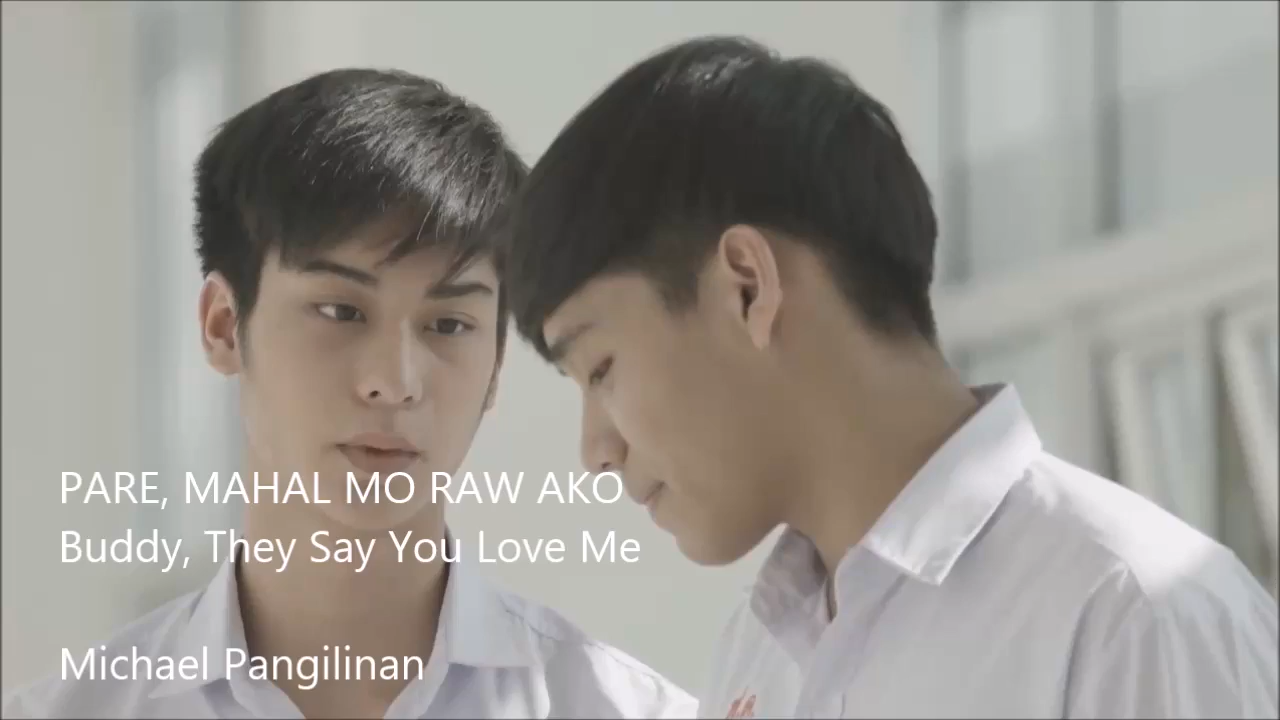 PARE, MAHAL MO RAW AKO
Buddy, They Say You Love Me
Michael Pangilinan